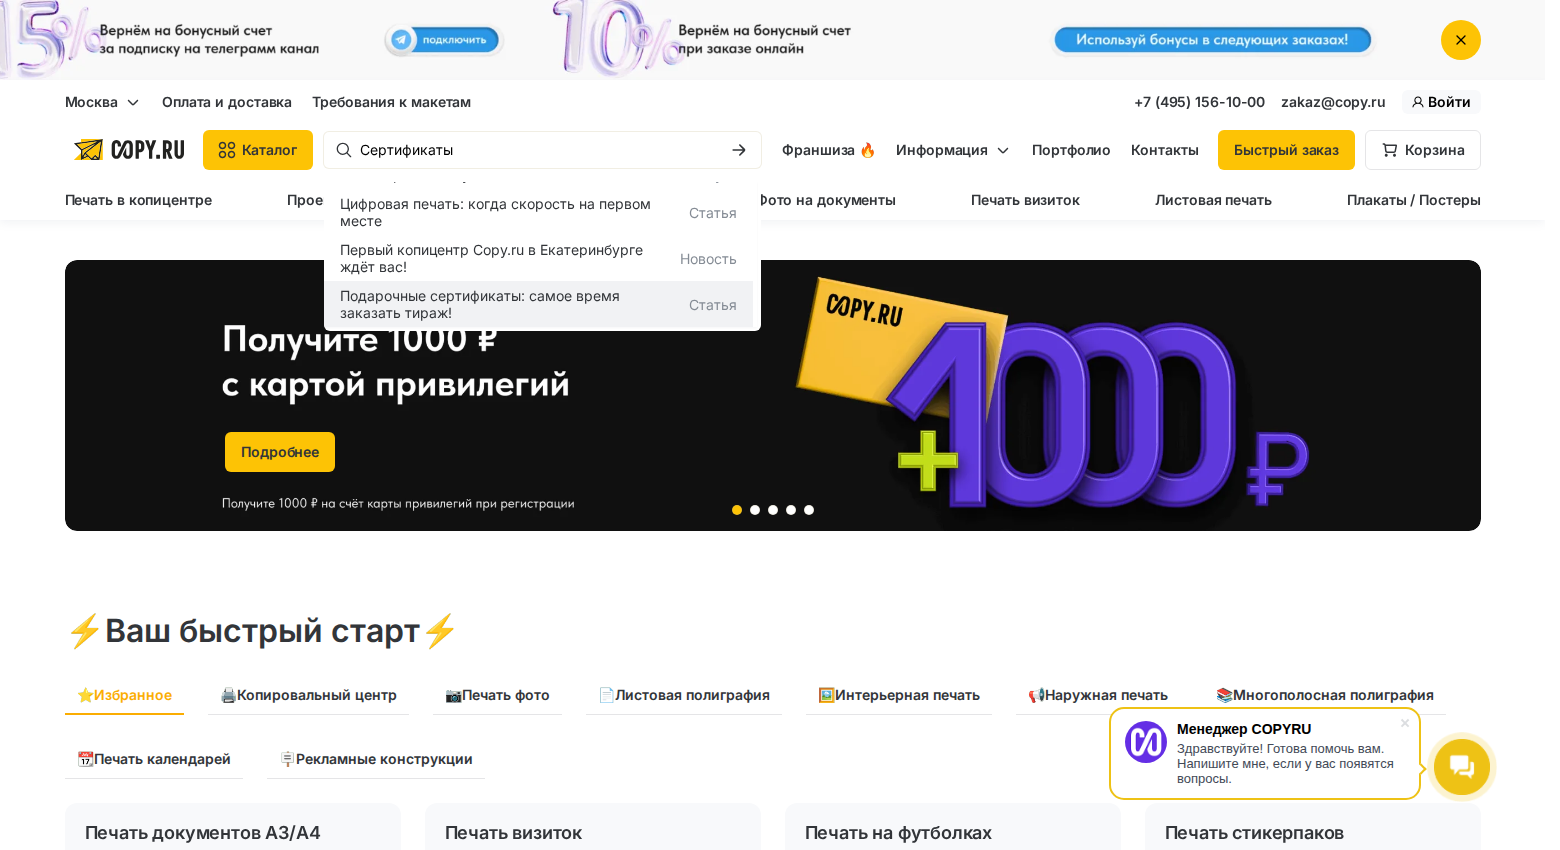 15%
Вернём на бонусный счет
за подписку на телеграмм канал
подключить
10%
Вернём на бонусный счет
при заказе онлайн
Используй бонусы в следующих заказах!
Москва
Оплата и доставка
Требования к макетам
+7 (495) 156-10-00
zakaz@copy.ru
Войти
COPY.RU
Каталог
Сертификаты
Франшиза 🔥
Информация
Портфолио
Контакты
Быстрый заказ
Корзина
Печать в копицентре
Прое
Фото на документы
Печать визиток
Листовая печать
Плакаты / Постеры
Цифровая печать: когда скорость на первом
месте
Статья
Первый копицентр Copy.ru в Екатеринбурге
ждёт вас!
Новость
Подарочные сертификаты: самое время
заказать тираж!
Статья
Получите 1000 ₽
с картой привилегий
Подробнее
Получите 1000 ₽ на счёт карты привилегий при регистрации
COPY.RU
+1000 ₽
⚡Ваш быстрый старт⚡
⭐Избранное
🖨️Копировальный центр
📷Печать фото
📄Листовая полиграфия
🖼️Интерьерная печать
📢Наружная печать
📚Многополосная полиграфия
📆Печать календарей
🪧Рекламные конструкции
Менеджер COPYRU
Здравствуйте! Готова помочь вам.
Напишите мне, если у вас появятся
вопросы.
Печать документов А3/А4
Печать визиток
Печать на футболках
Печать стикерпаков